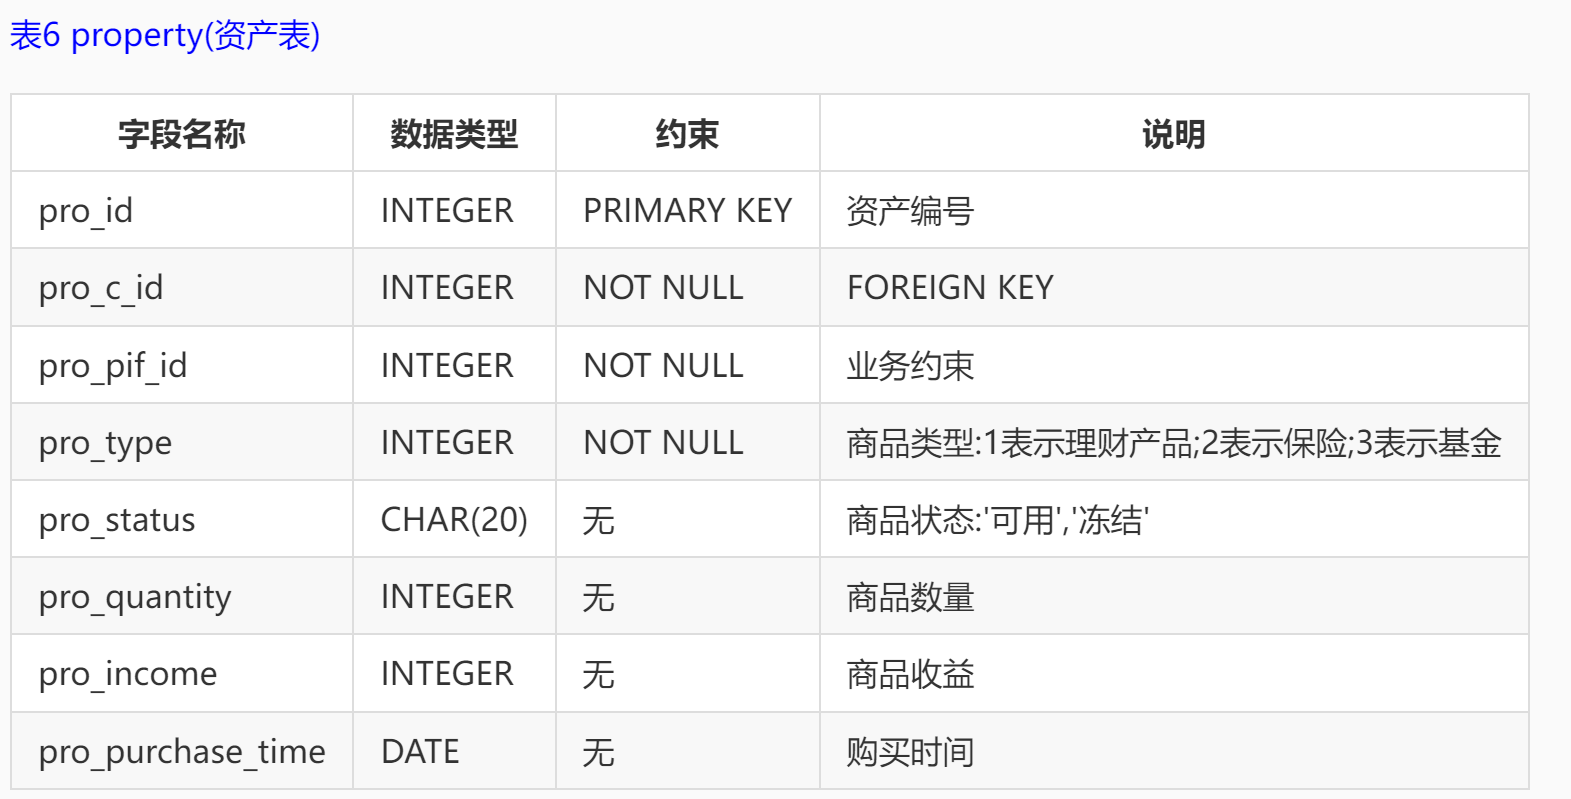 表6 property(资产表)
字段名称 数据类型 约束 说明
pro_id INTEGER PRIMARY KEY 资产编号
pro_c_id INTEGER NOT NULL FOREIGN KEY
pro_pif_id INTEGER NOT NULL 业务约束
pro_type INTEGER NOT NULL 商品类型:1表示理财产品;2表示保险;3表示基金
pro_status CHAR(20) 无 商品状态:'可用','冻结'
pro_quantity INTEGER 无 商品数量
pro_income INTEGER 无 商品收益
pro_purchase_time DATE 无 购买时间